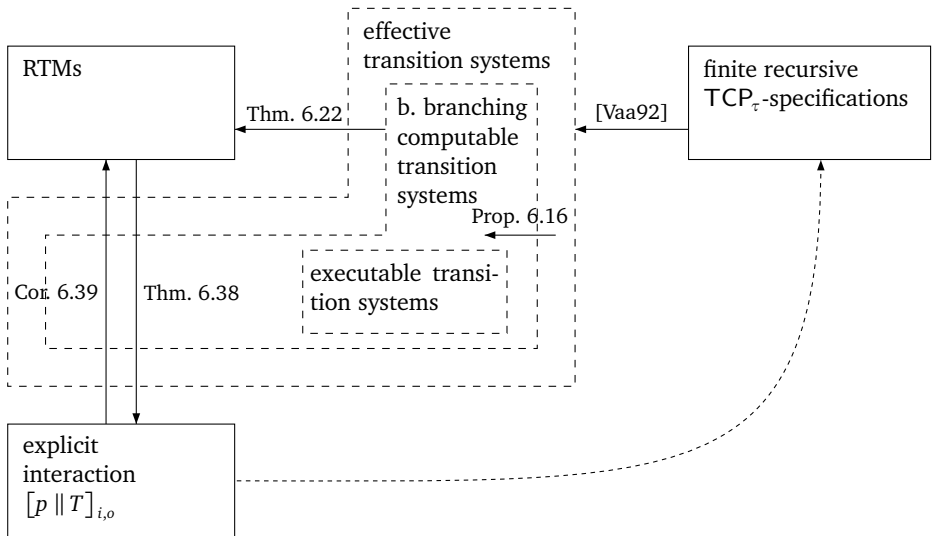 effective
transition systems
RTMs
finite recursive
TCPτ-specifications
b. branching
computable
transition
systems
Thm. 6.22
[Vaa92]
Prop. 6.16
executable transi-
tion systems
Cor. 6.39
Thm. 6.38
explicit
interaction
[p ∥ T]i,o